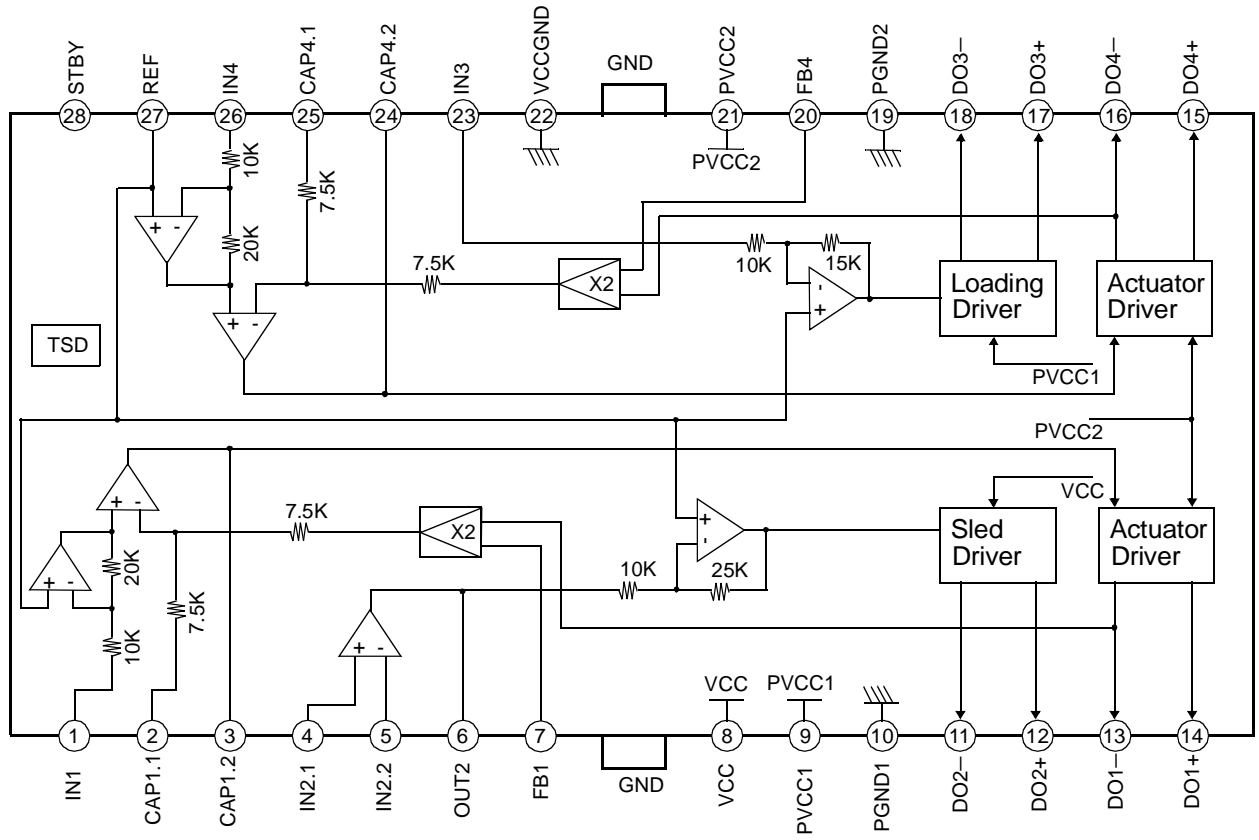 STBY
REF
IN4
CAP4.1
CAP4.2
IN3
VCCGND
GND
PVCC2
FB4
PGND2
DO3−
DO3+
DO4−
DO4+
28
27
26
25
24
23
22
21
20
19
18
17
16
15
PVCC2
10K
7.5K
+ -
20K
7.5K
X2
10K
15K
-
+
Loading
Driver
Actuator
Driver
+ -
TSD
PVCC1
PVCC2
VCC
+ -
7.5K
X2
+
-
Sled
Driver
Actuator
Driver
+ -
20K
10K
25K
7.5K
10K
+ -
VCC
PVCC1
1
2
3
4
5
6
7
8
9
10
11
12
13
14
IN1
CAP1.1
CAP1.2
IN2.1
IN2.2
OUT2
FB1
GND
VCC
PVCC1
PGND1
DO2−
DO2+
DO1−
DO1+